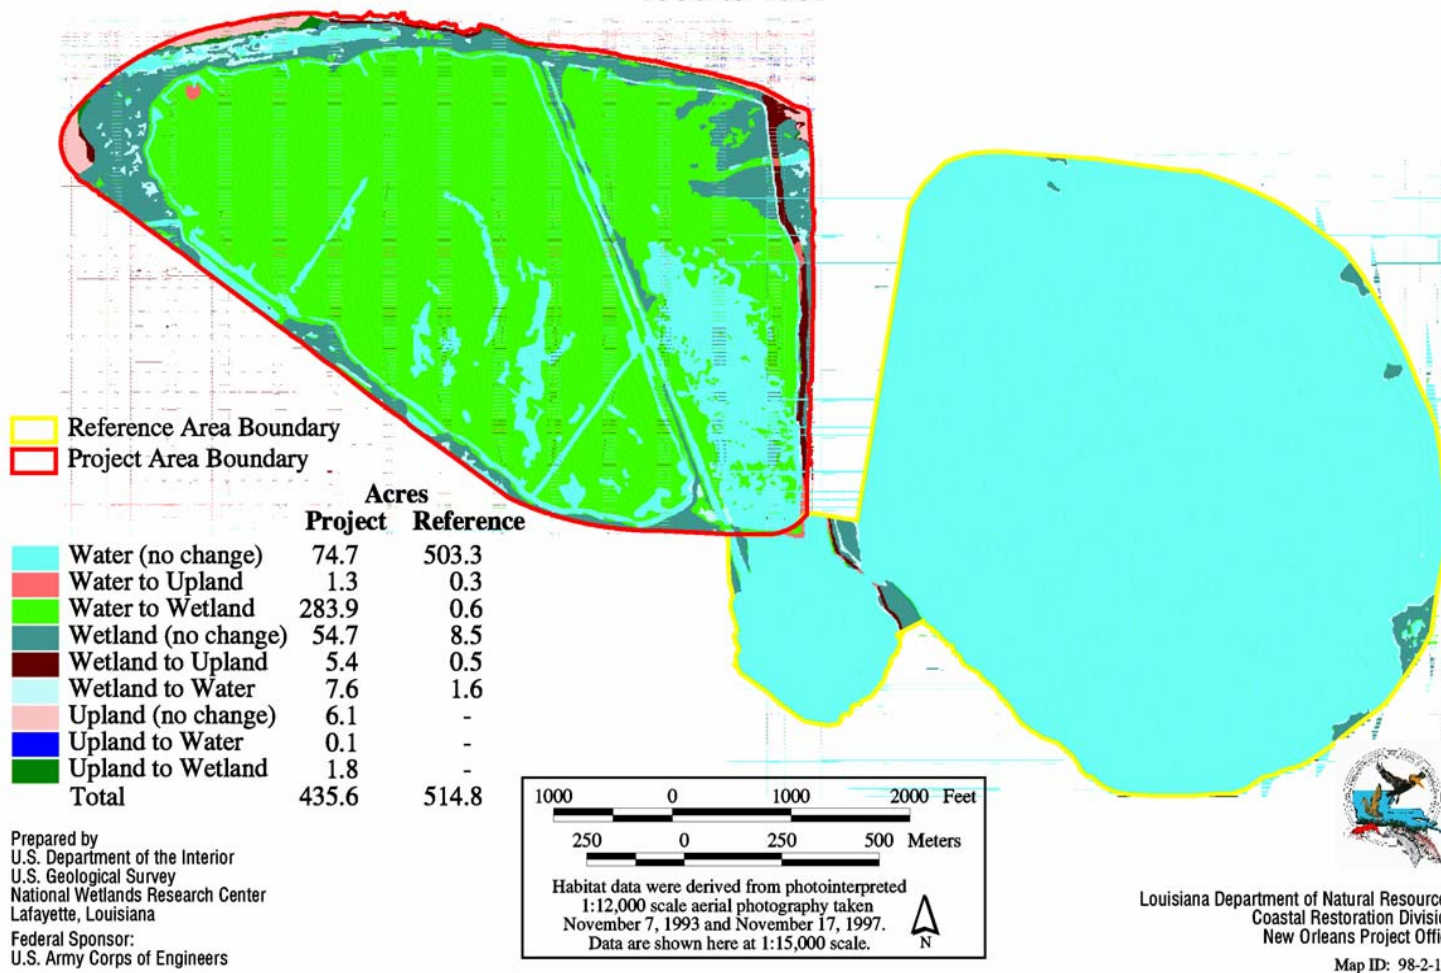 Reference Area Boundary
Project Area Boundary
Acres
Project Reference
Water (no change) 74.7 503.3
Water to Upland 1.3 0.3
Water to Wetland 283.9 0.6
Wetland (no change) 54.7 8.5
Wetland to Upland 5.4 0.5
Wetland to Water 7.6 1.6
Upland (no change) 6.1 -
Upland to Water 0.1 -
Upland to Wetland 1.8 -
Total 435.6 514.8
Prepared by
U.S. Department of the Interior
U.S. Geological Survey
National Wetlands Research Center
Lafayette, Louisiana
Federal Sponsor:
U.S. Army Corps of Engineers
1000 0 1000 2000 Feet
250 0 250 500 Meters
Habitat data were derived from photointerpreted
1:12,000 scale aerial photography taken
November 7, 1993 and November 17, 1997.
Data are shown here at 1:15,000 scale.
N
Louisiana Department of Natural Resourc
Coastal Restoration Divisi
New Orleans Project Offi
Map ID: 98-2-1